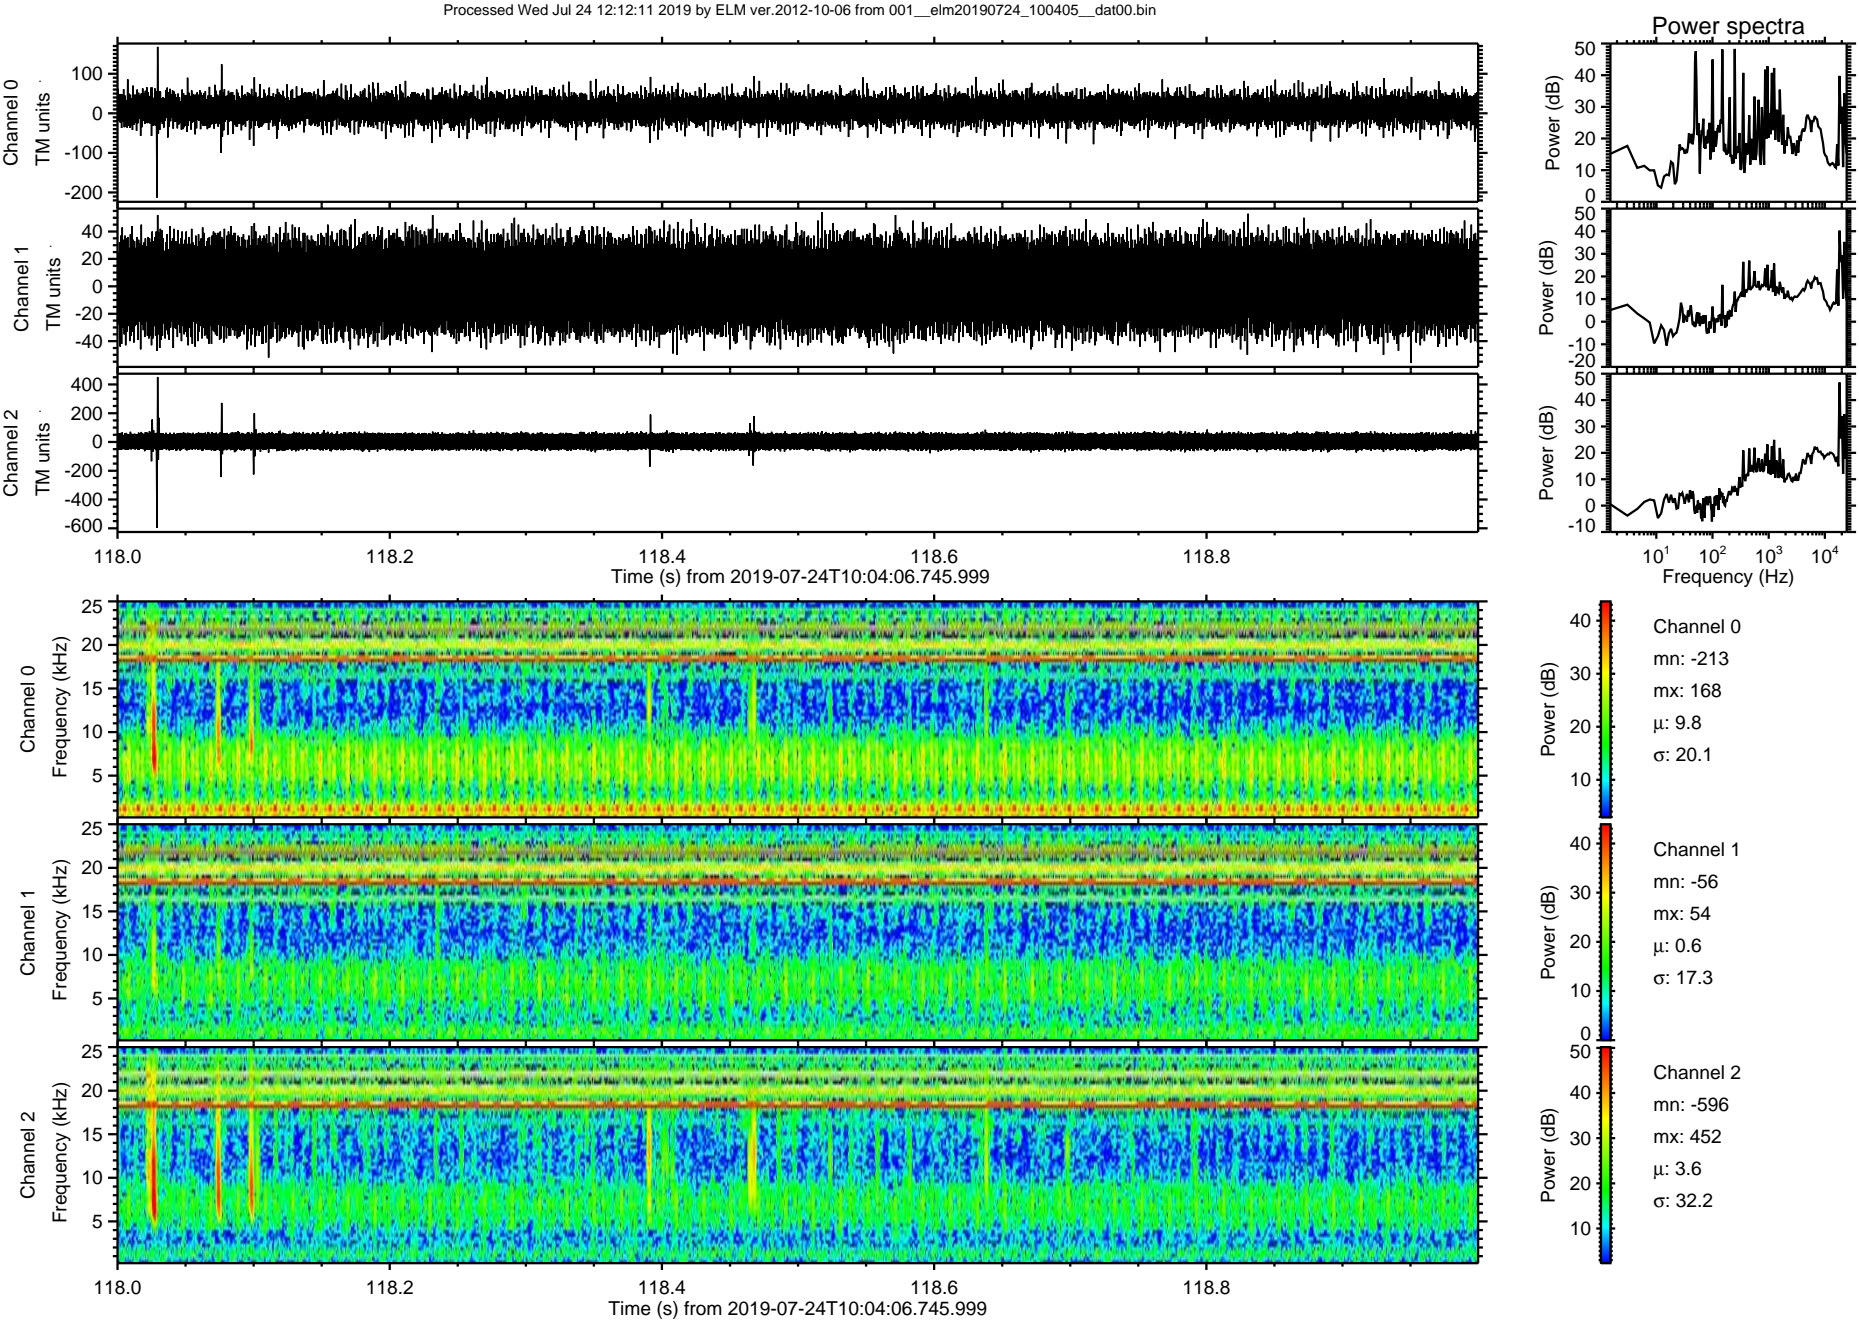 Processed Wed Jul 24 12:12:11 2019 by ELM ver.2012-10-06 from 001__elm20190724_100405__dat00.bin
Power spectra
Channel 0
TM units
100
0
-100
-200
Power (dB)
50
40
30
20
10
0
Channel 1
TM units
40
20
0
-20
-40
Power (dB)
50
40
30
20
10
0
-10
-20
Channel 2
TM units
400
200
0
-200
-400
-600
Power (dB)
50
40
30
20
10
0
-10
118.0 118.2 118.4 118.6 118.8
Time (s) from 2019-07-24T10:04:06.745.999
10¹ 10² 10³ 10⁴
Frequency (Hz)
Channel 0
Frequency (kHz)
25
20
15
10
5
Power (dB)
40
30
20
10
Channel 0
mn: -213
mx: 168
μ: 9.8
σ: 20.1
Channel 1
Frequency (kHz)
25
20
15
10
5
Power (dB)
40
30
20
10
0
Channel 1
mn: -56
mx: 54
μ: 0.6
σ: 17.3
Channel 2
Frequency (kHz)
25
20
15
10
5
Power (dB)
50
40
30
20
10
Channel 2
mn: -596
mx: 452
μ: 3.6
σ: 32.2
118.0 118.2 118.4 118.6 118.8
Time (s) from 2019-07-24T10:04:06.745.999